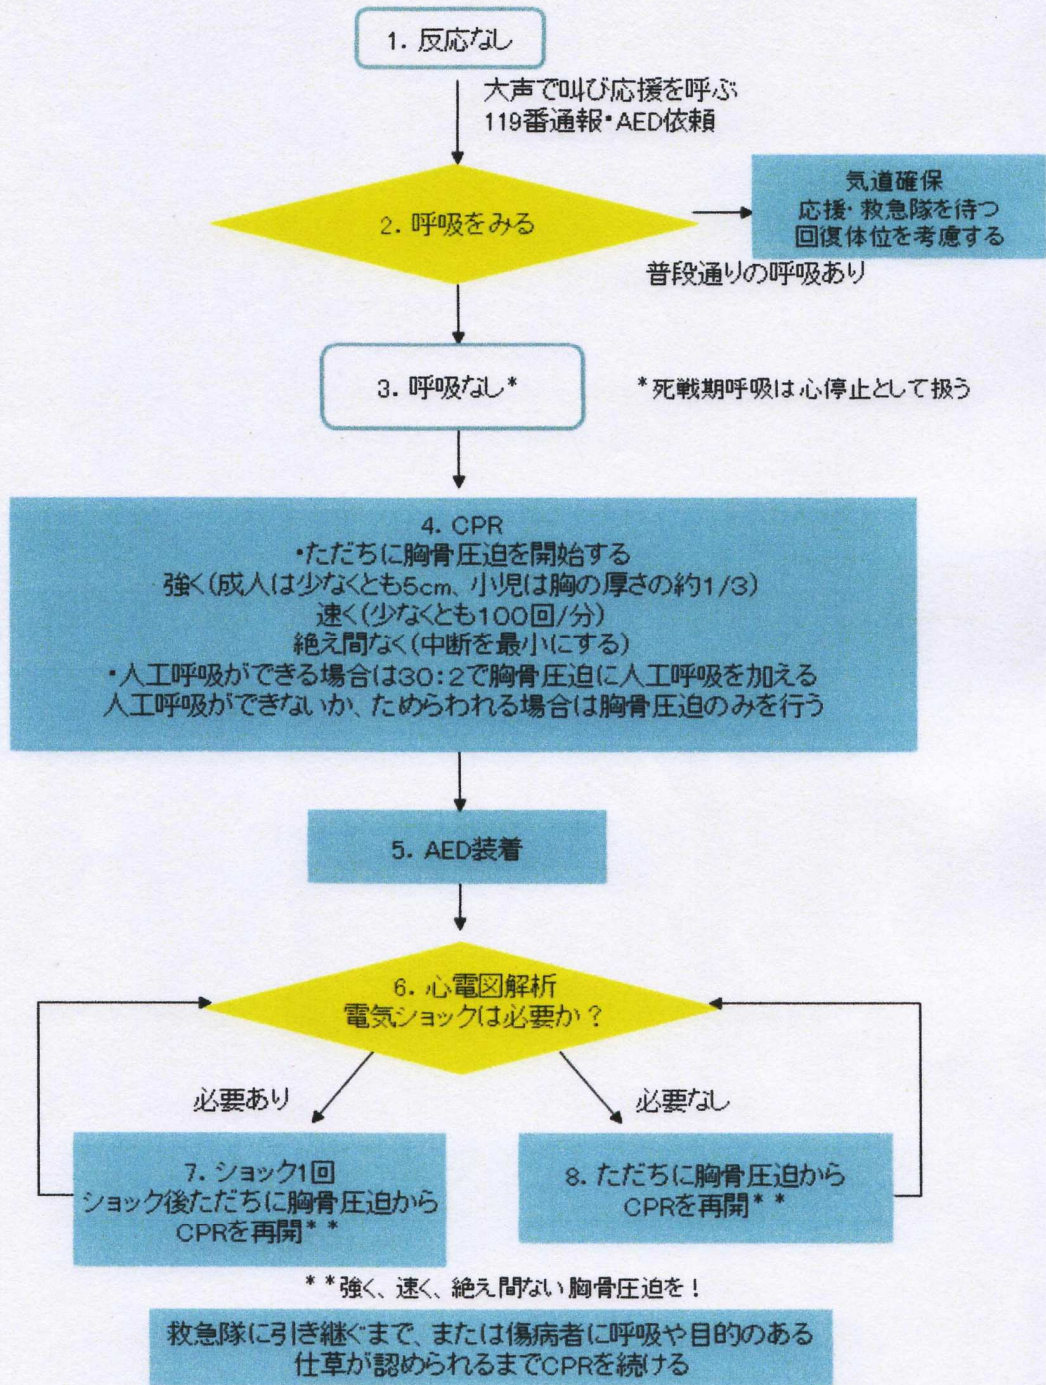 1. 反応なし
大声で叫び応援を呼ぶ
119番通報・AED依頼
2. 呼吸をみる
気道確保
応援・救急隊を待つ
回復体位を考慮する
普段通りの呼吸あり
3. 呼吸なし*
*死戦期呼吸は心停止として扱う
4. CPR
・ただちに胸骨圧迫を開始する
強く(成人は少なくとも5cm、小児は胸の厚さの約1/3)
速く(少なくとも100回/分)
絶え間なく(中断を最小にする)
・人工呼吸ができる場合は30:2で胸骨圧迫に人工呼吸を加える
人工呼吸ができないか、ためらわれる場合は胸骨圧迫のみを行う
5. AED装着
6. 心電図解析
電気ショックは必要か?
必要あり
必要なし
7. ショック1回
ショック後ただちに胸骨圧迫から
CPRを再開**
8. ただちに胸骨圧迫から
CPRを再開**
**強く、速く、絶え間ない胸骨圧迫を!
救急隊に引き継ぐまで、または傷病者に呼吸や目的のある
仕草が認められるまでCPRを続ける